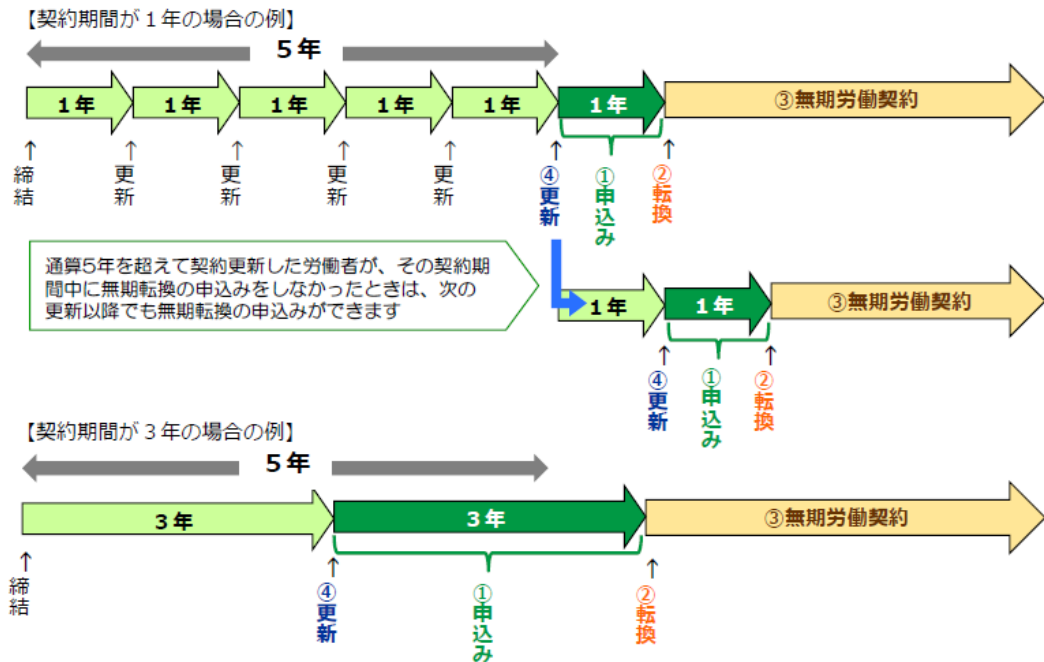 【契約期間が１年の場合の例】
５年
１年 １年 １年 １年 １年 １年 ③無期労働契約
↑ ↑ ↑ ↑ ↑ ↑ ↑
締結 更新 更新 更新 更新 ④更新 ①申込み ②転換
通算5年を超えて契約更新した労働者が、その契約期
間中に無期転換の申込みをしなかったときは、次の
更新以降でも無期転換の申込みができます
１年 １年 ③無期労働契約
↑ ↑
④更新 ①申込み ②転換
【契約期間が３年の場合の例】
５年
３年 ３年 ③無期労働契約
↑ ↑ ↑
締結 ④更新 ①申込み ②転換